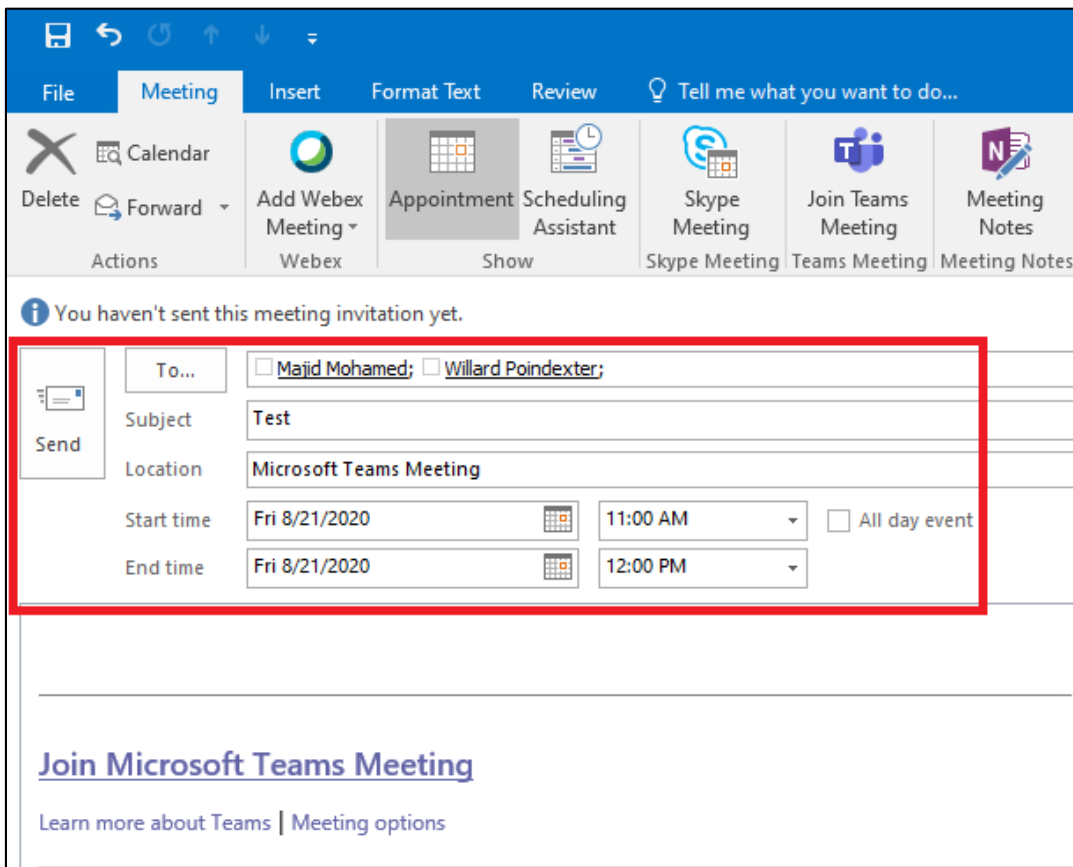 File Meeting Insert Format Text Review Tell me what you want to do...
Calendar
Delete Forward Add Webex Meeting Appointment Scheduling Assistant Skype Meeting Join Teams Meeting Meeting Notes
Actions Webex Show Skype Meeting Teams Meeting Meeting Notes
You haven't sent this meeting invitation yet.
To... Majid Mohamed; Willard Poindexter;
Subject Test
Send
Location Microsoft Teams Meeting
Start time Fri 8/21/2020 11:00 AM All day event
End time Fri 8/21/2020 12:00 PM
Join Microsoft Teams Meeting
Learn more about Teams | Meeting options